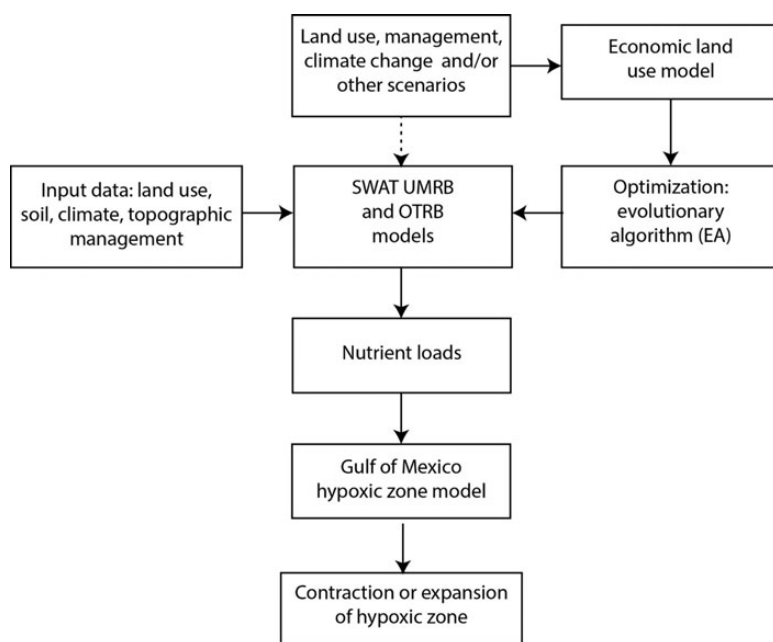 Land use, management,
climate change and/or
other scenarios
Economic land
use model
Input data: land use,
soil, climate, topographic
management
SWAT UMRB
and OTRB
models
Optimization:
evolutionary
algorithm (EA)
Nutrient loads
Gulf of Mexico
hypoxic zone model
Contraction or expansion
of hypoxic zone